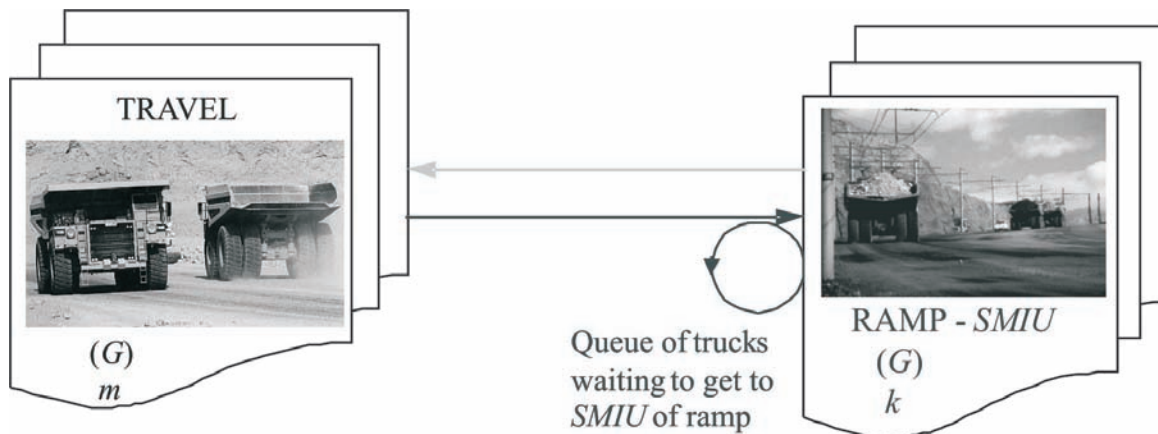 TRAVEL
(G)
m
Queue of trucks
waiting to get to
SMIU of ramp
RAMP - SMIU
(G)
k